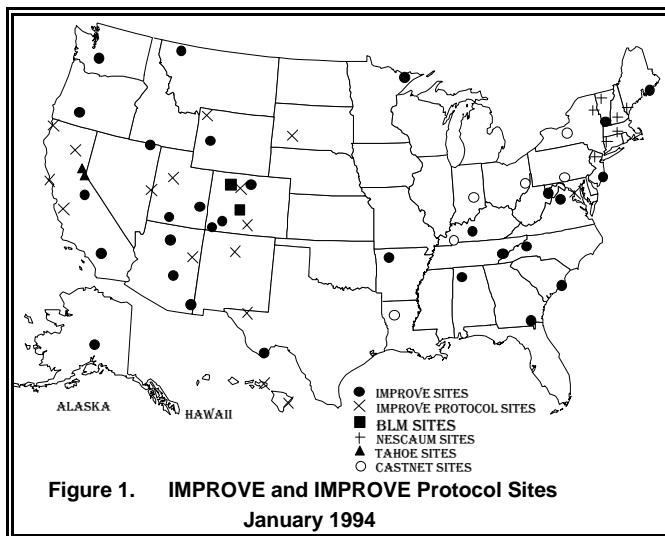 IMPROVE SITES
IMPROVE PROTOCOL SITES
BLM SITES
NESCAUM SITES
TAHOE SITES
CASTNET SITES
ALASKA
HAWAII
Figure 1. IMPROVE and IMPROVE Protocol Sites
January 1994